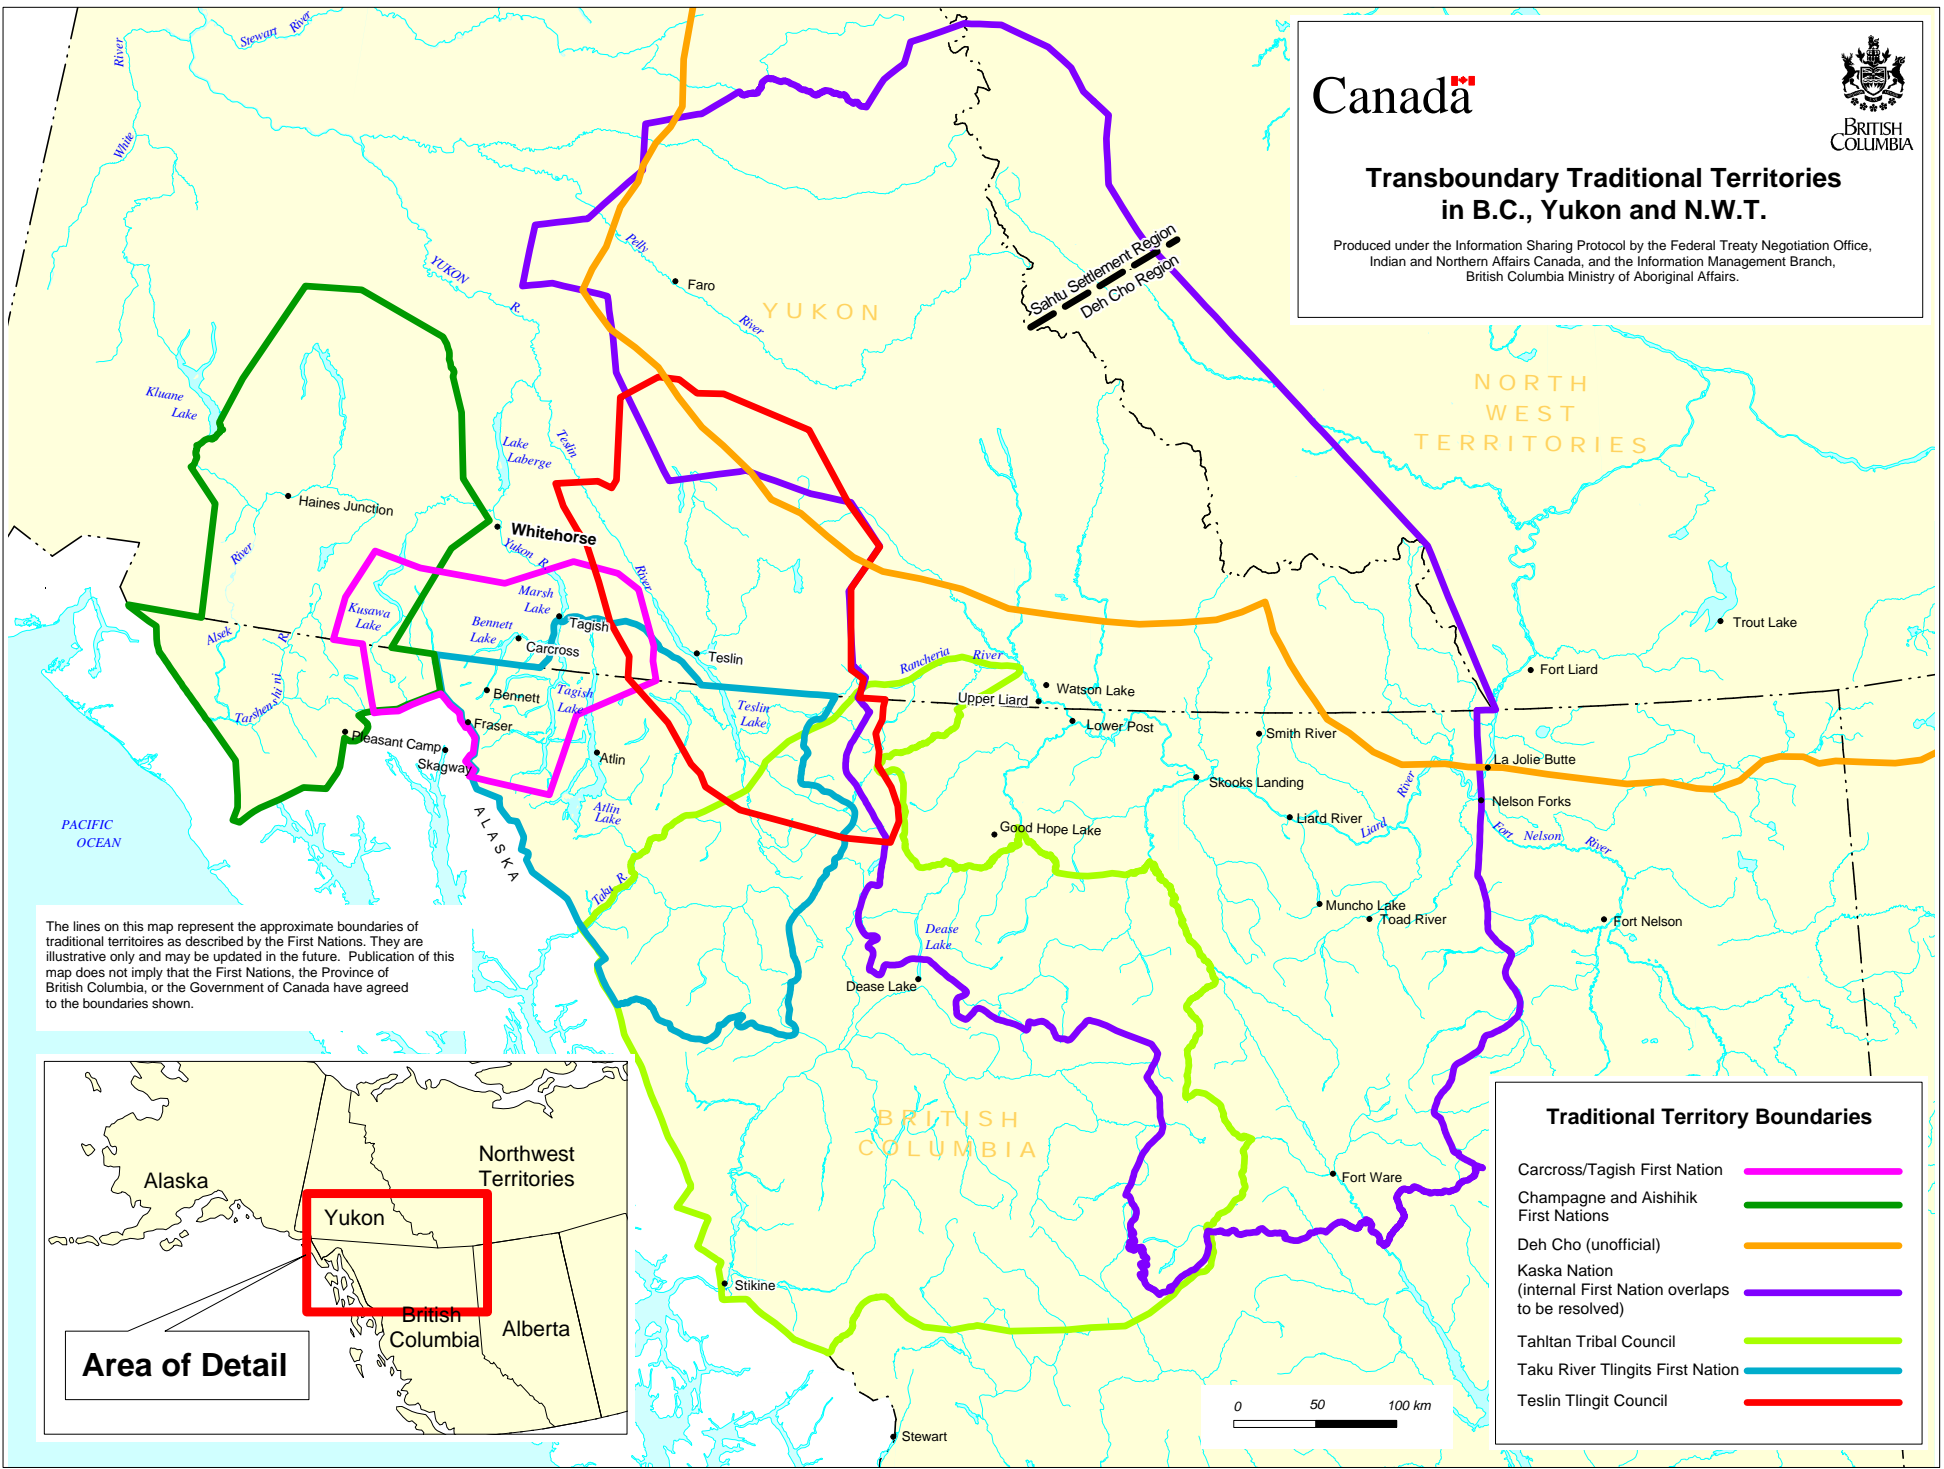 Canada
BRITISH
COLUMBIA
Transboundary Traditional Territories
in B.C., Yukon and N.W.T.
Produced under the Information Sharing Protocol by the Federal Treaty Negotiation Office,
Indian and Northern Affairs Canada, and the Information Management Branch,
British Columbia Ministry of Aboriginal Affairs.
River
Stewart River
White
Pelly
YUKON
R.
Faro
YUKON
River
Sahtu Settlement Region
Deh Cho Region
NORTH
WEST
TERRITORIES
Kluane
Lake
Lake
Laberge
Teslin
Haines Junction
Whitehorse
River
Yukon R.
River
Marsh
Lake
Kusawa
Lake
Bennett
Lake
Tagish
Carcross
Alsek
R.
Teslin
Rancheria River
Trout Lake
Fort Liard
Bennett
Tagish
Lake
Watson Lake
Upper Liard
Lower Post
Tarshenshini
Teslin
Lake
Fraser
Pleasant Camp
Skagway
Atlin
Smith River
La Jolie Butte
Skooks Landing
River
Nelson Forks
Atlin
Lake
ALASKA
Good Hope Lake
Liard River
Liard
Fort Nelson River
PACIFIC
OCEAN
Taku R.
Muncho Lake
Toad River
Fort Nelson
Dease
Lake
Dease Lake
The lines on this map represent the approximate boundaries of
traditional territoires as described by the First Nations. They are
illustrative only and may be updated in the future. Publication of this
map does not imply that the First Nations, the Province of
British Columbia, or the Government of Canada have agreed
to the boundaries shown.
BRITISH
COLUMBIA
Fort Ware
Stikine
Stewart
Alaska
Northwest
Territories
Yukon
British
Columbia
Alberta
Area of Detail
0 50 100 km
Traditional Territory Boundaries
Carcross/Tagish First Nation
Champagne and Aishihik
First Nations
Deh Cho (unofficial)
Kaska Nation
(internal First Nation overlaps
to be resolved)
Tahltan Tribal Council
Taku River Tlingits First Nation
Teslin Tlingit Council